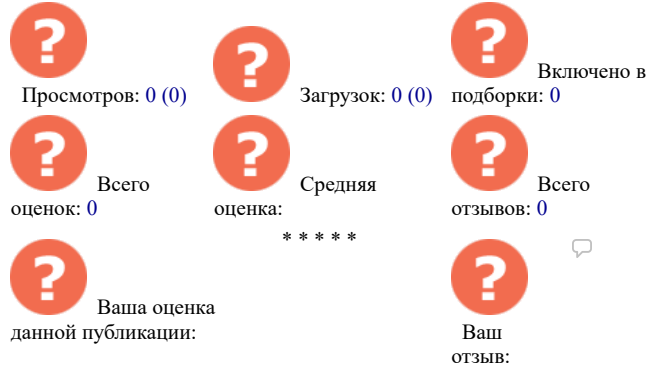 Просмотров: 0 (0)
Загрузок: 0 (0)
Включено в
подборки: 0
Всего
оценок: 0
Средняя
оценка:
Всего
отзывов: 0
* * * * *
Ваша оценка
данной публикации:
Ваш
отзыв: